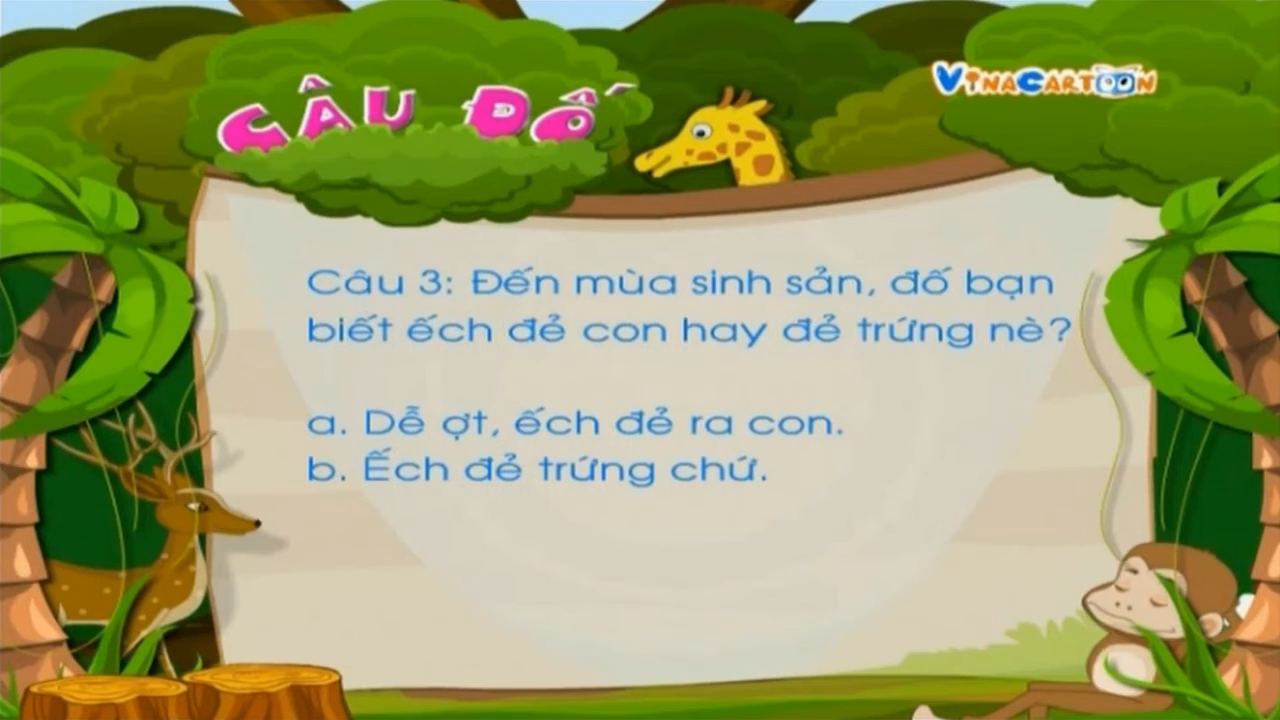 CÂU ĐỐ
VINACARTOON
Câu 3: Đến mùa sinh sản, đố bạn
biết ếch đẻ con hay đẻ trứng nè?
a. Dễ ợt, ếch đẻ ra con.
b. Ếch đẻ trứng chứ.